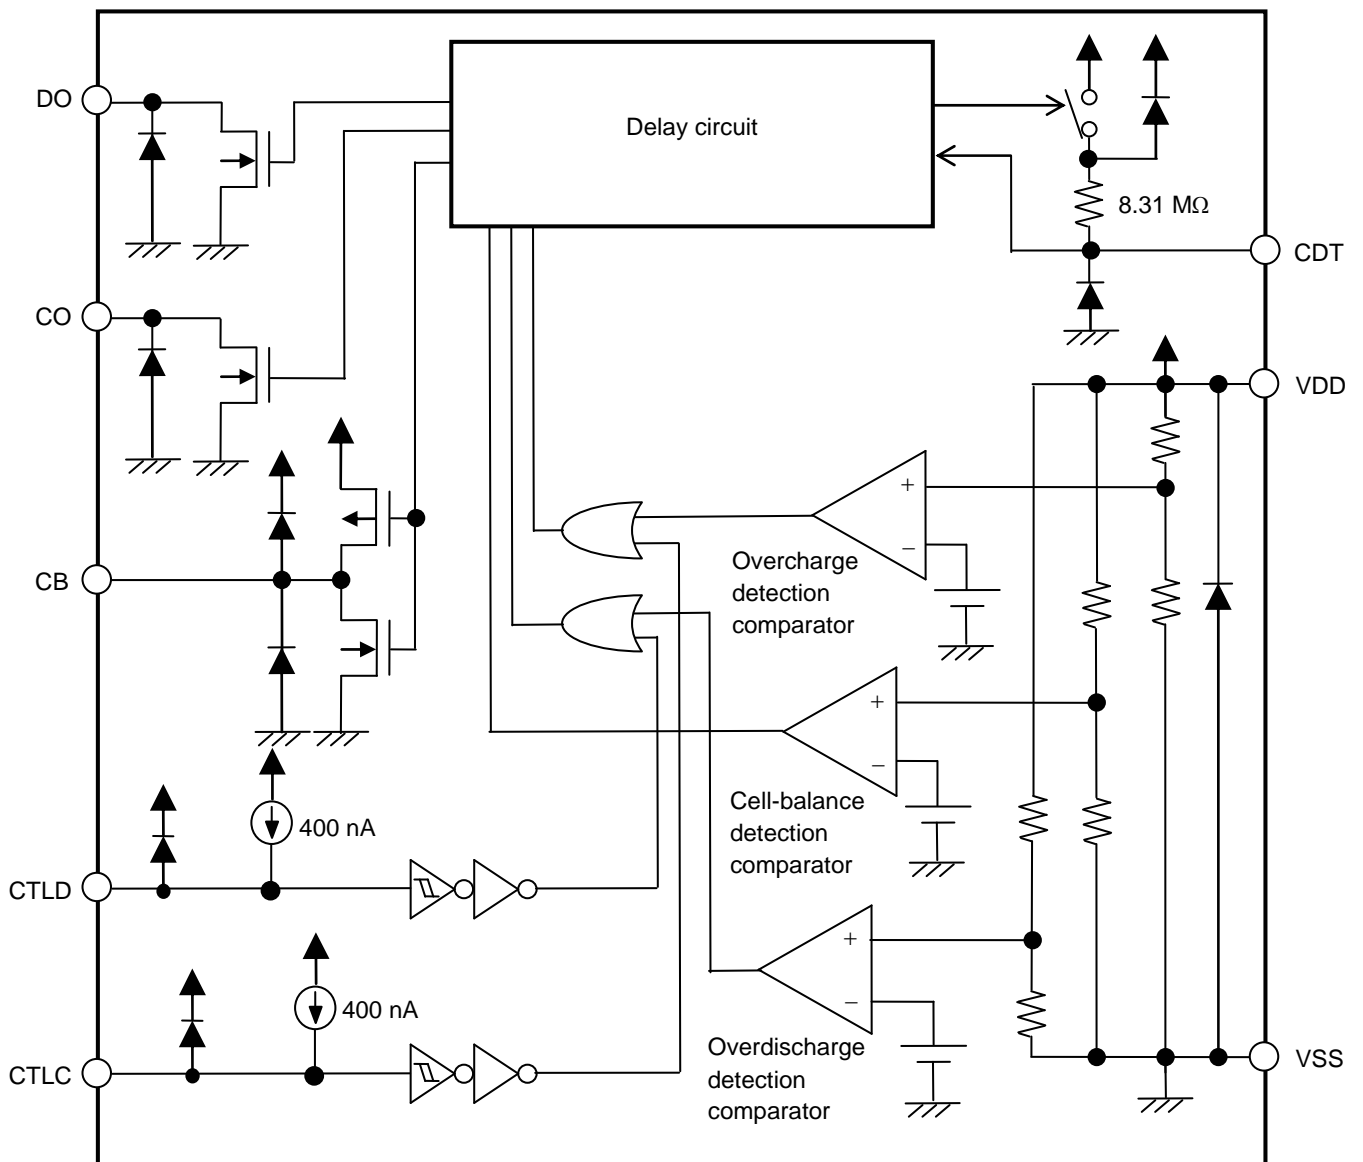 DO
Delay circuit
8.31 MΩ
CDT
CO
VDD
+
−
Overcharge
detection
comparator
CB
+
−
Cell-balance
detection
comparator
400 nA
CTLD
+
−
400 nA
Overdischarge
detection
comparator
CTLC
VSS